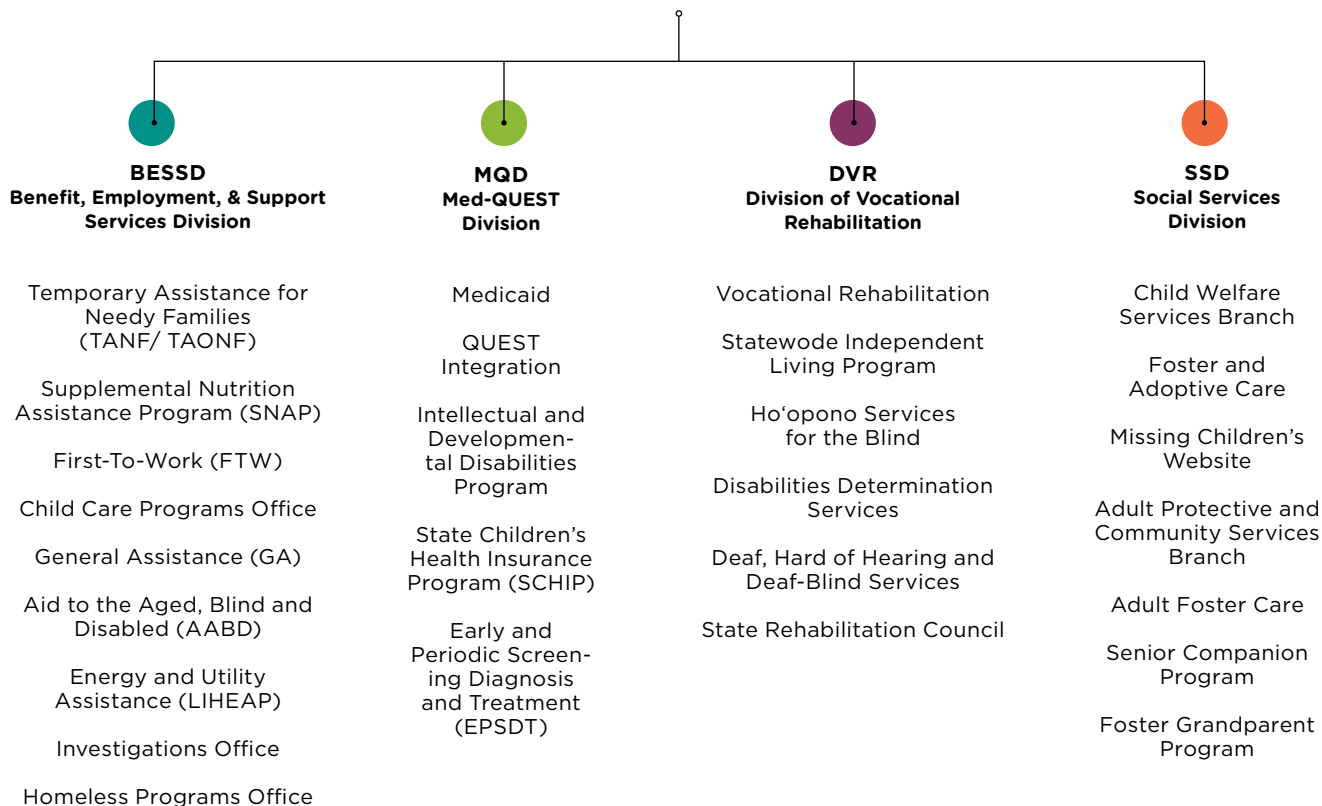 BESSD
Benefit, Employment, & Support
Services Division
Temporary Assistance for
Needy Families
(TANF/ TAONF)
Supplemental Nutrition
Assistance Program (SNAP)
First-To-Work (FTW)
Child Care Programs Office
General Assistance (GA)
Aid to the Aged, Blind and
Disabled (AABD)
Energy and Utility
Assistance (LIHEAP)
Investigations Office
Homeless Programs Office
MQD
Med-QUEST
Division
Medicaid
QUEST
Integration
Intellectual and
Developmen-
tal Disabilities
Program
State Children’s
Health Insurance
Program (SCHIP)
Early and
Periodic Screen-
ing Diagnosis
and Treatment
(EPSDT)
DVR
Division of Vocational
Rehabilitation
Vocational Rehabilitation
Statewode Independent
Living Program
Ho‘opono Services
for the Blind
Disabilities Determination
Services
Deaf, Hard of Hearing and
Deaf-Blind Services
State Rehabilitation Council
SSD
Social Services
Division
Child Welfare
Services Branch
Foster and
Adoptive Care
Missing Children’s
Website
Adult Protective and
Community Services
Branch
Adult Foster Care
Senior Companion
Program
Foster Grandparent
Program